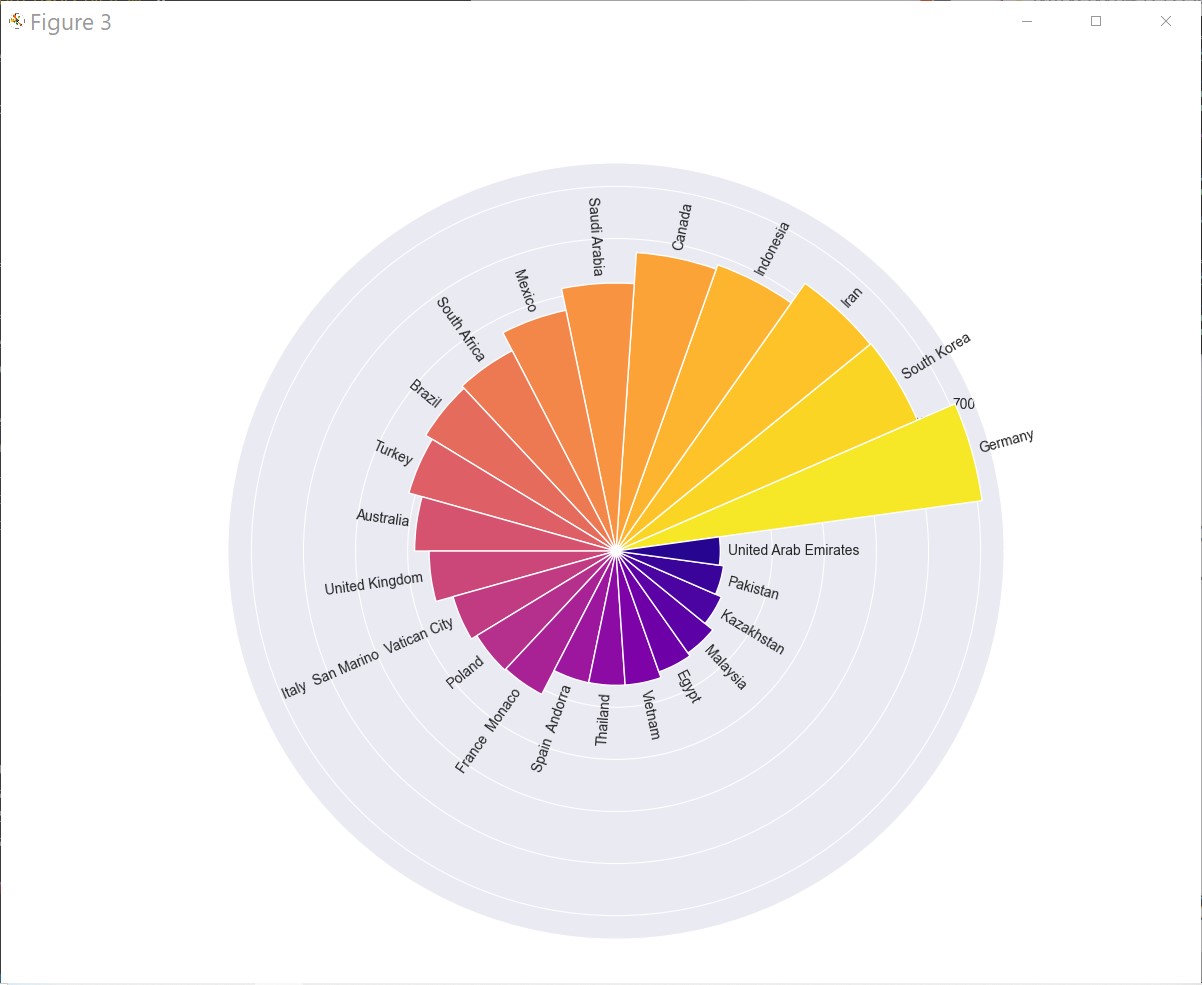 Figure 3
Saudi Arabia
Canada
Indonesia
Mexico
Iran
South Africa
South Korea
Brazil
700
Turkey
Germany
Australia
United Arab Emirates
United Kingdom
Pakistan
Italy  San Marino  Vatican City
Kazakhstan
Poland
Malaysia
France  Monaco
Egypt
Spain  Andorra
Thailand
Vietnam